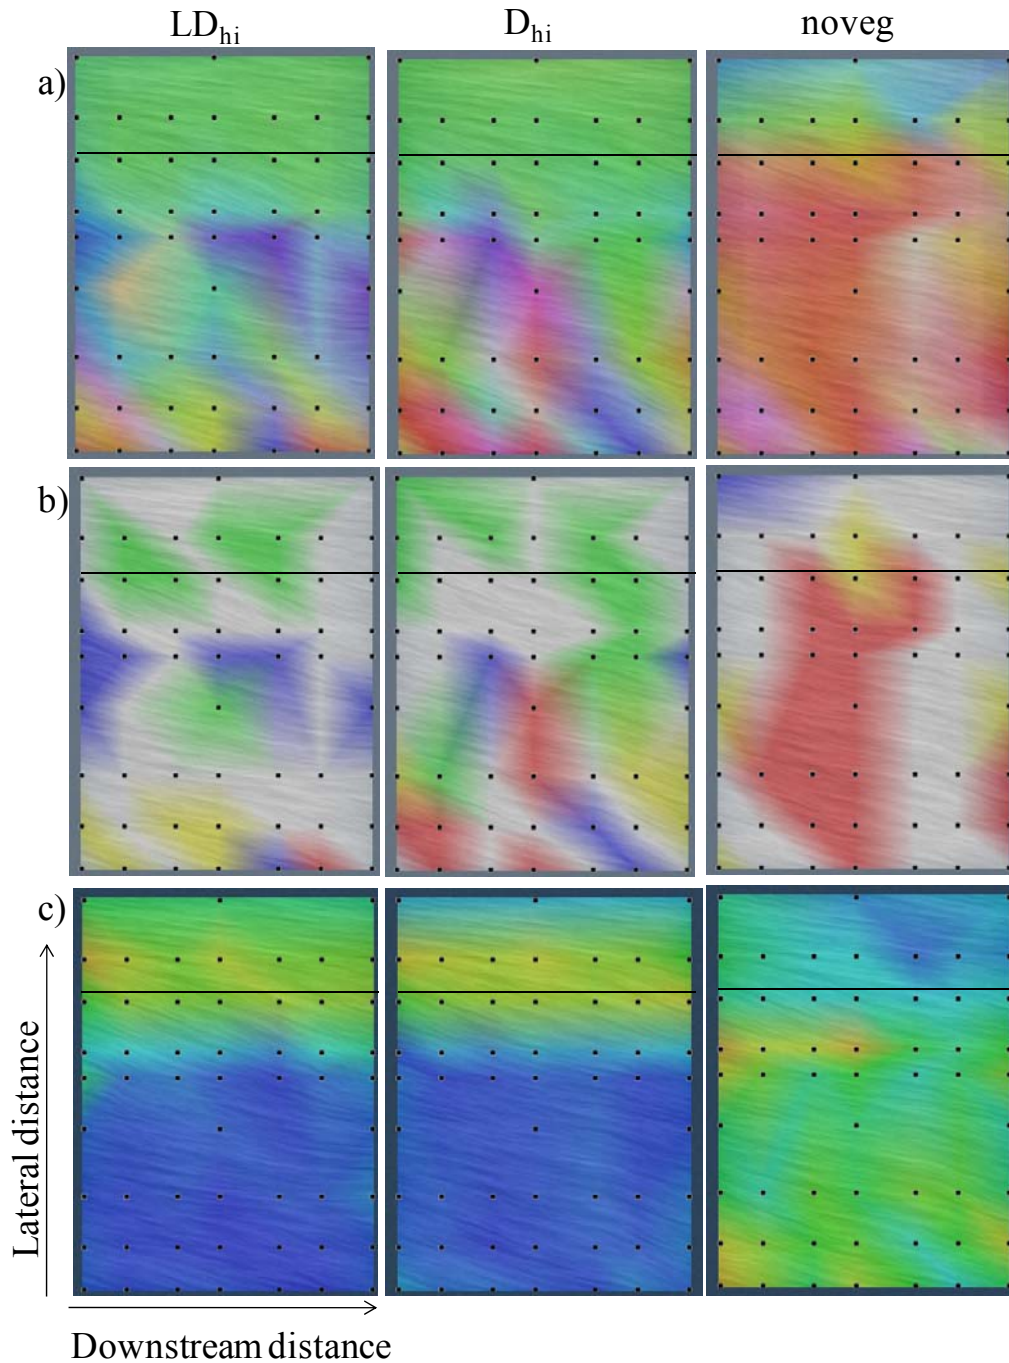 LDhi Dhi noveg
a)
b)
c)
Lateral distance
Downstream distance